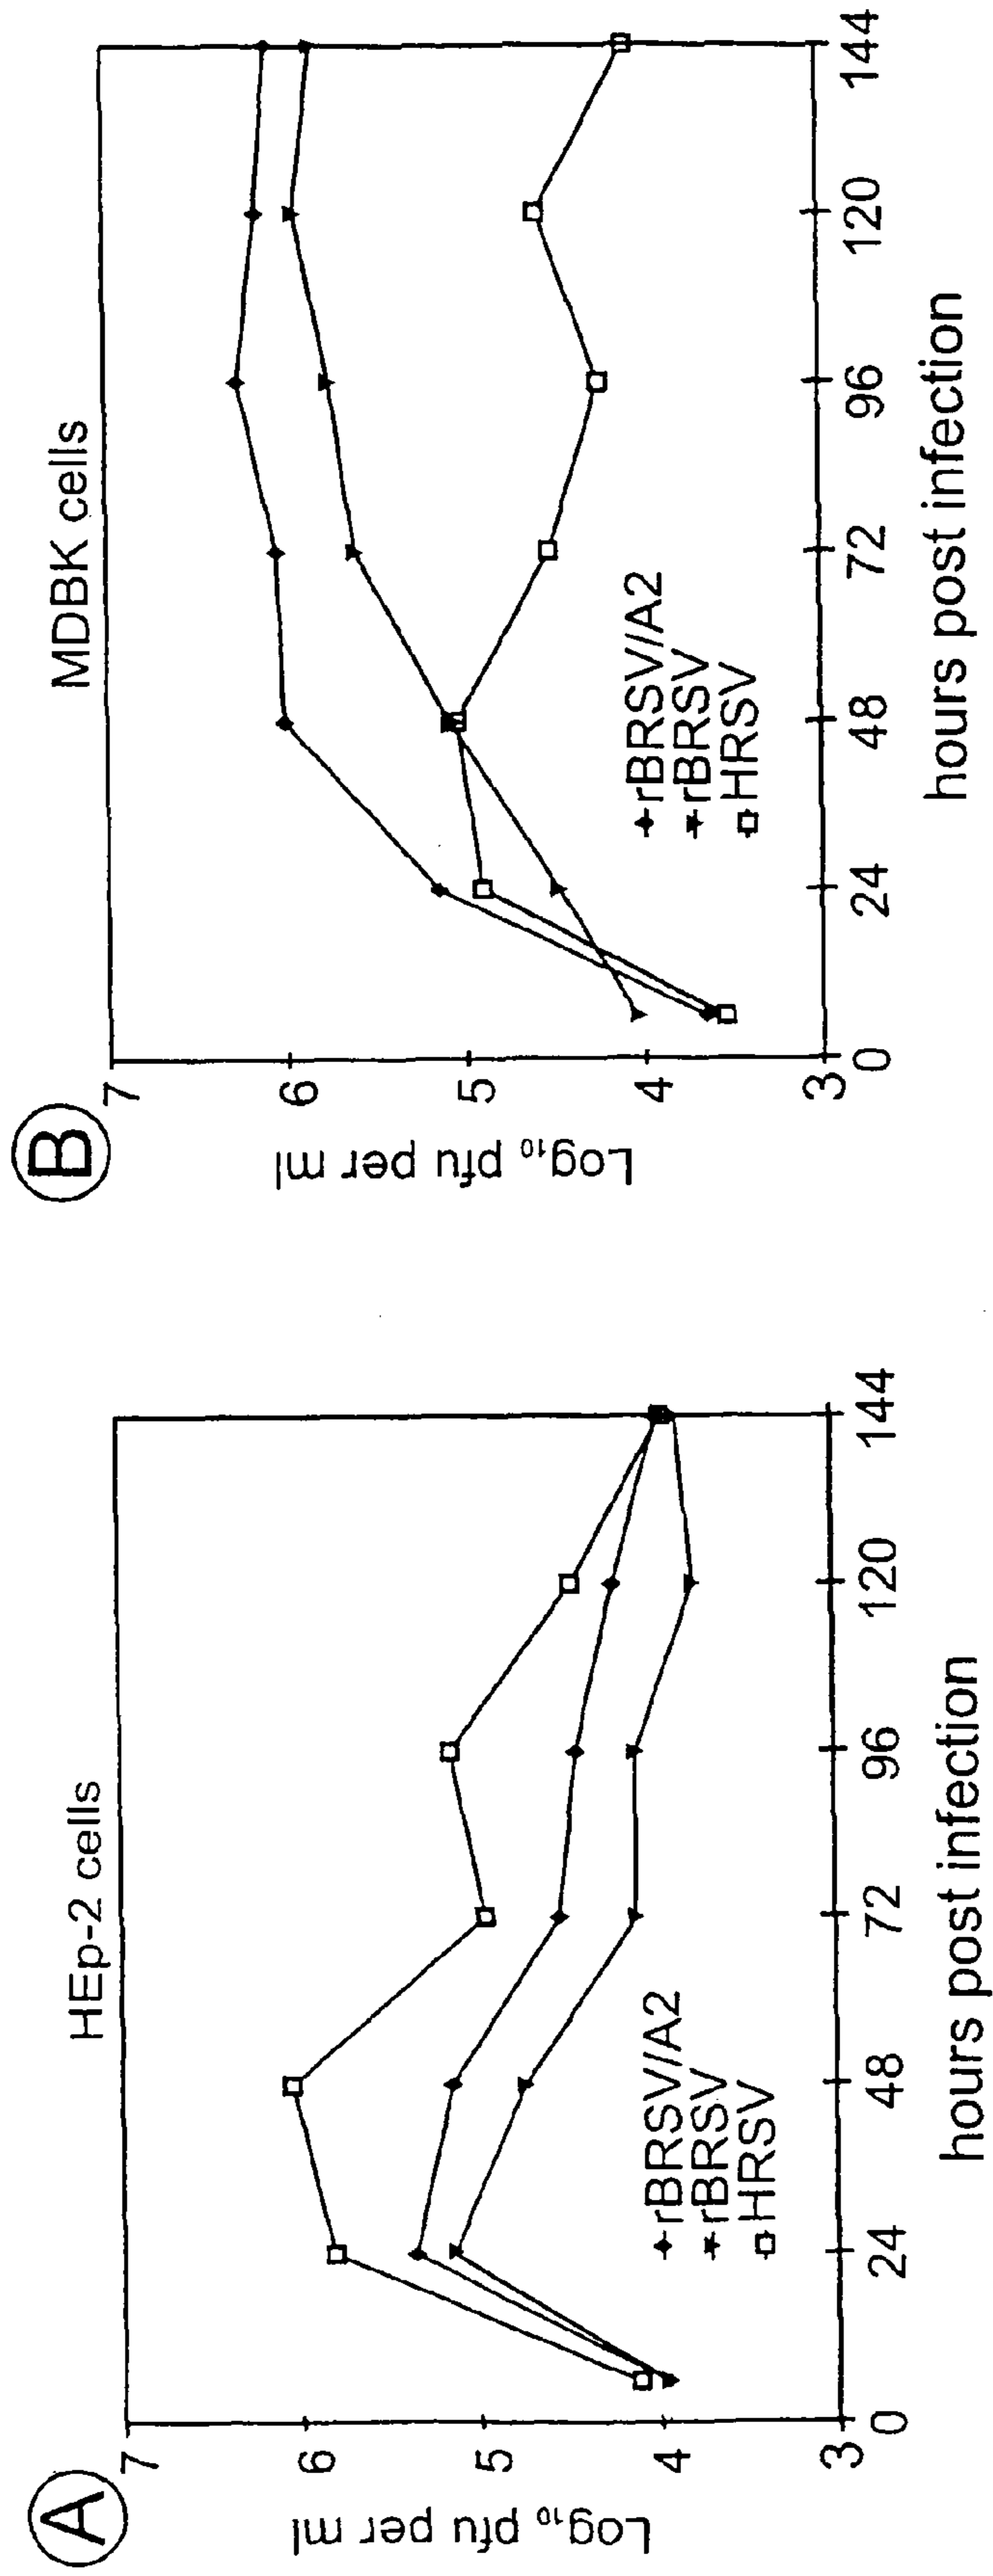 A
HEp-2 cells
Log₁₀ pfu per ml
7
6
5
4
3
rBRSV/A2
rBRSV
HRSV
0 24 48 72 96 120 144
hours post infection
B
MDBK cells
Log₁₀ pfu per ml
7
6
5
4
3
rBRSV/A2
rBRSV
HRSV
0 24 48 72 96 120 144
hours post infection